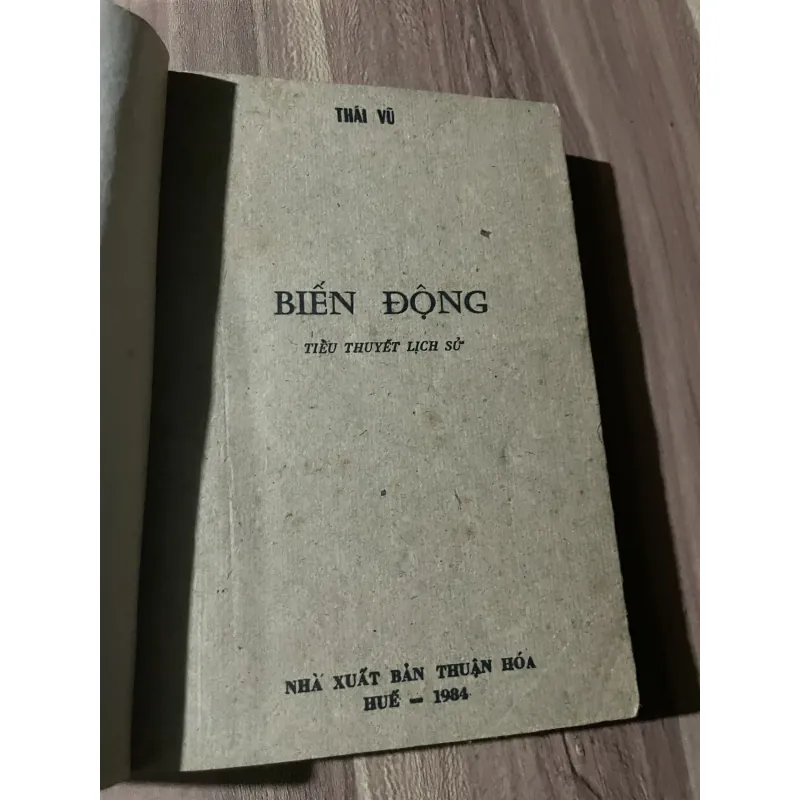 THÁI VŨ
BIẾN ĐỘNG
TIỂU THUYẾT LỊCH SỬ
NHÀ XUẤT BẢN THUẬN HÓA
HUẾ — 1984